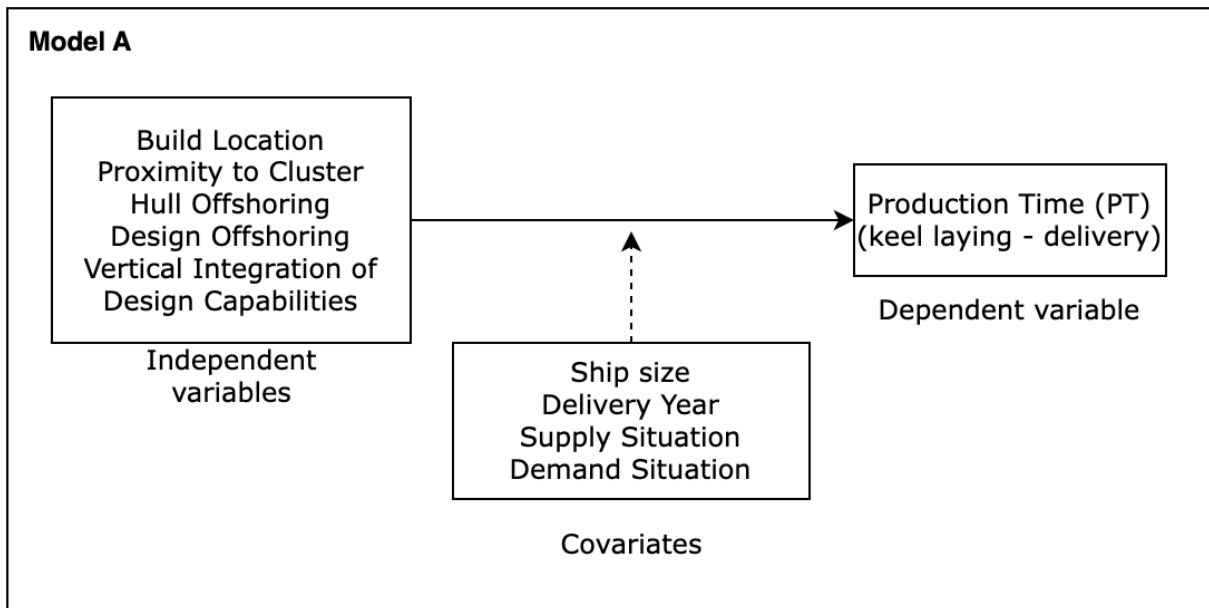 Model A
Build Location
Proximity to Cluster
Hull Offshoring
Design Offshoring
Vertical Integration of
Design Capabilities
Independent
variables
Production Time (PT)
(keel laying - delivery)
Dependent variable
Ship size
Delivery Year
Supply Situation
Demand Situation
Covariates